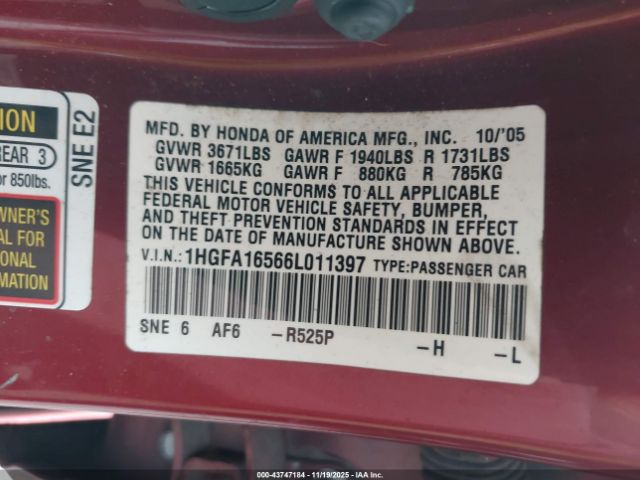 ION
REAR 3
or 850lbs.
WNER'S
AL FOR
IONAL
RMATION
SNE E2
MFD. BY HONDA OF AMERICA MFG., INC. 10/'05
GVWR 3671LBS GAWR F 1940LBS R 1731LBS
GVWR 1665KG GAWR F 880KG R 785KG
THIS VEHICLE CONFORMS TO ALL APPLICABLE
FEDERAL MOTOR VEHICLE SAFETY, BUMPER,
AND THEFT PREVENTION STANDARDS IN EFFECT
ON THE DATE OF MANUFACTURE SHOWN ABOVE.
V.I.N.: 1HGFA16566L011397 TYPE:PASSENGER CAR
SNE 6 AF6 -R525P -H -L
000-43747184 - 11/19/2025 - IAA Inc.